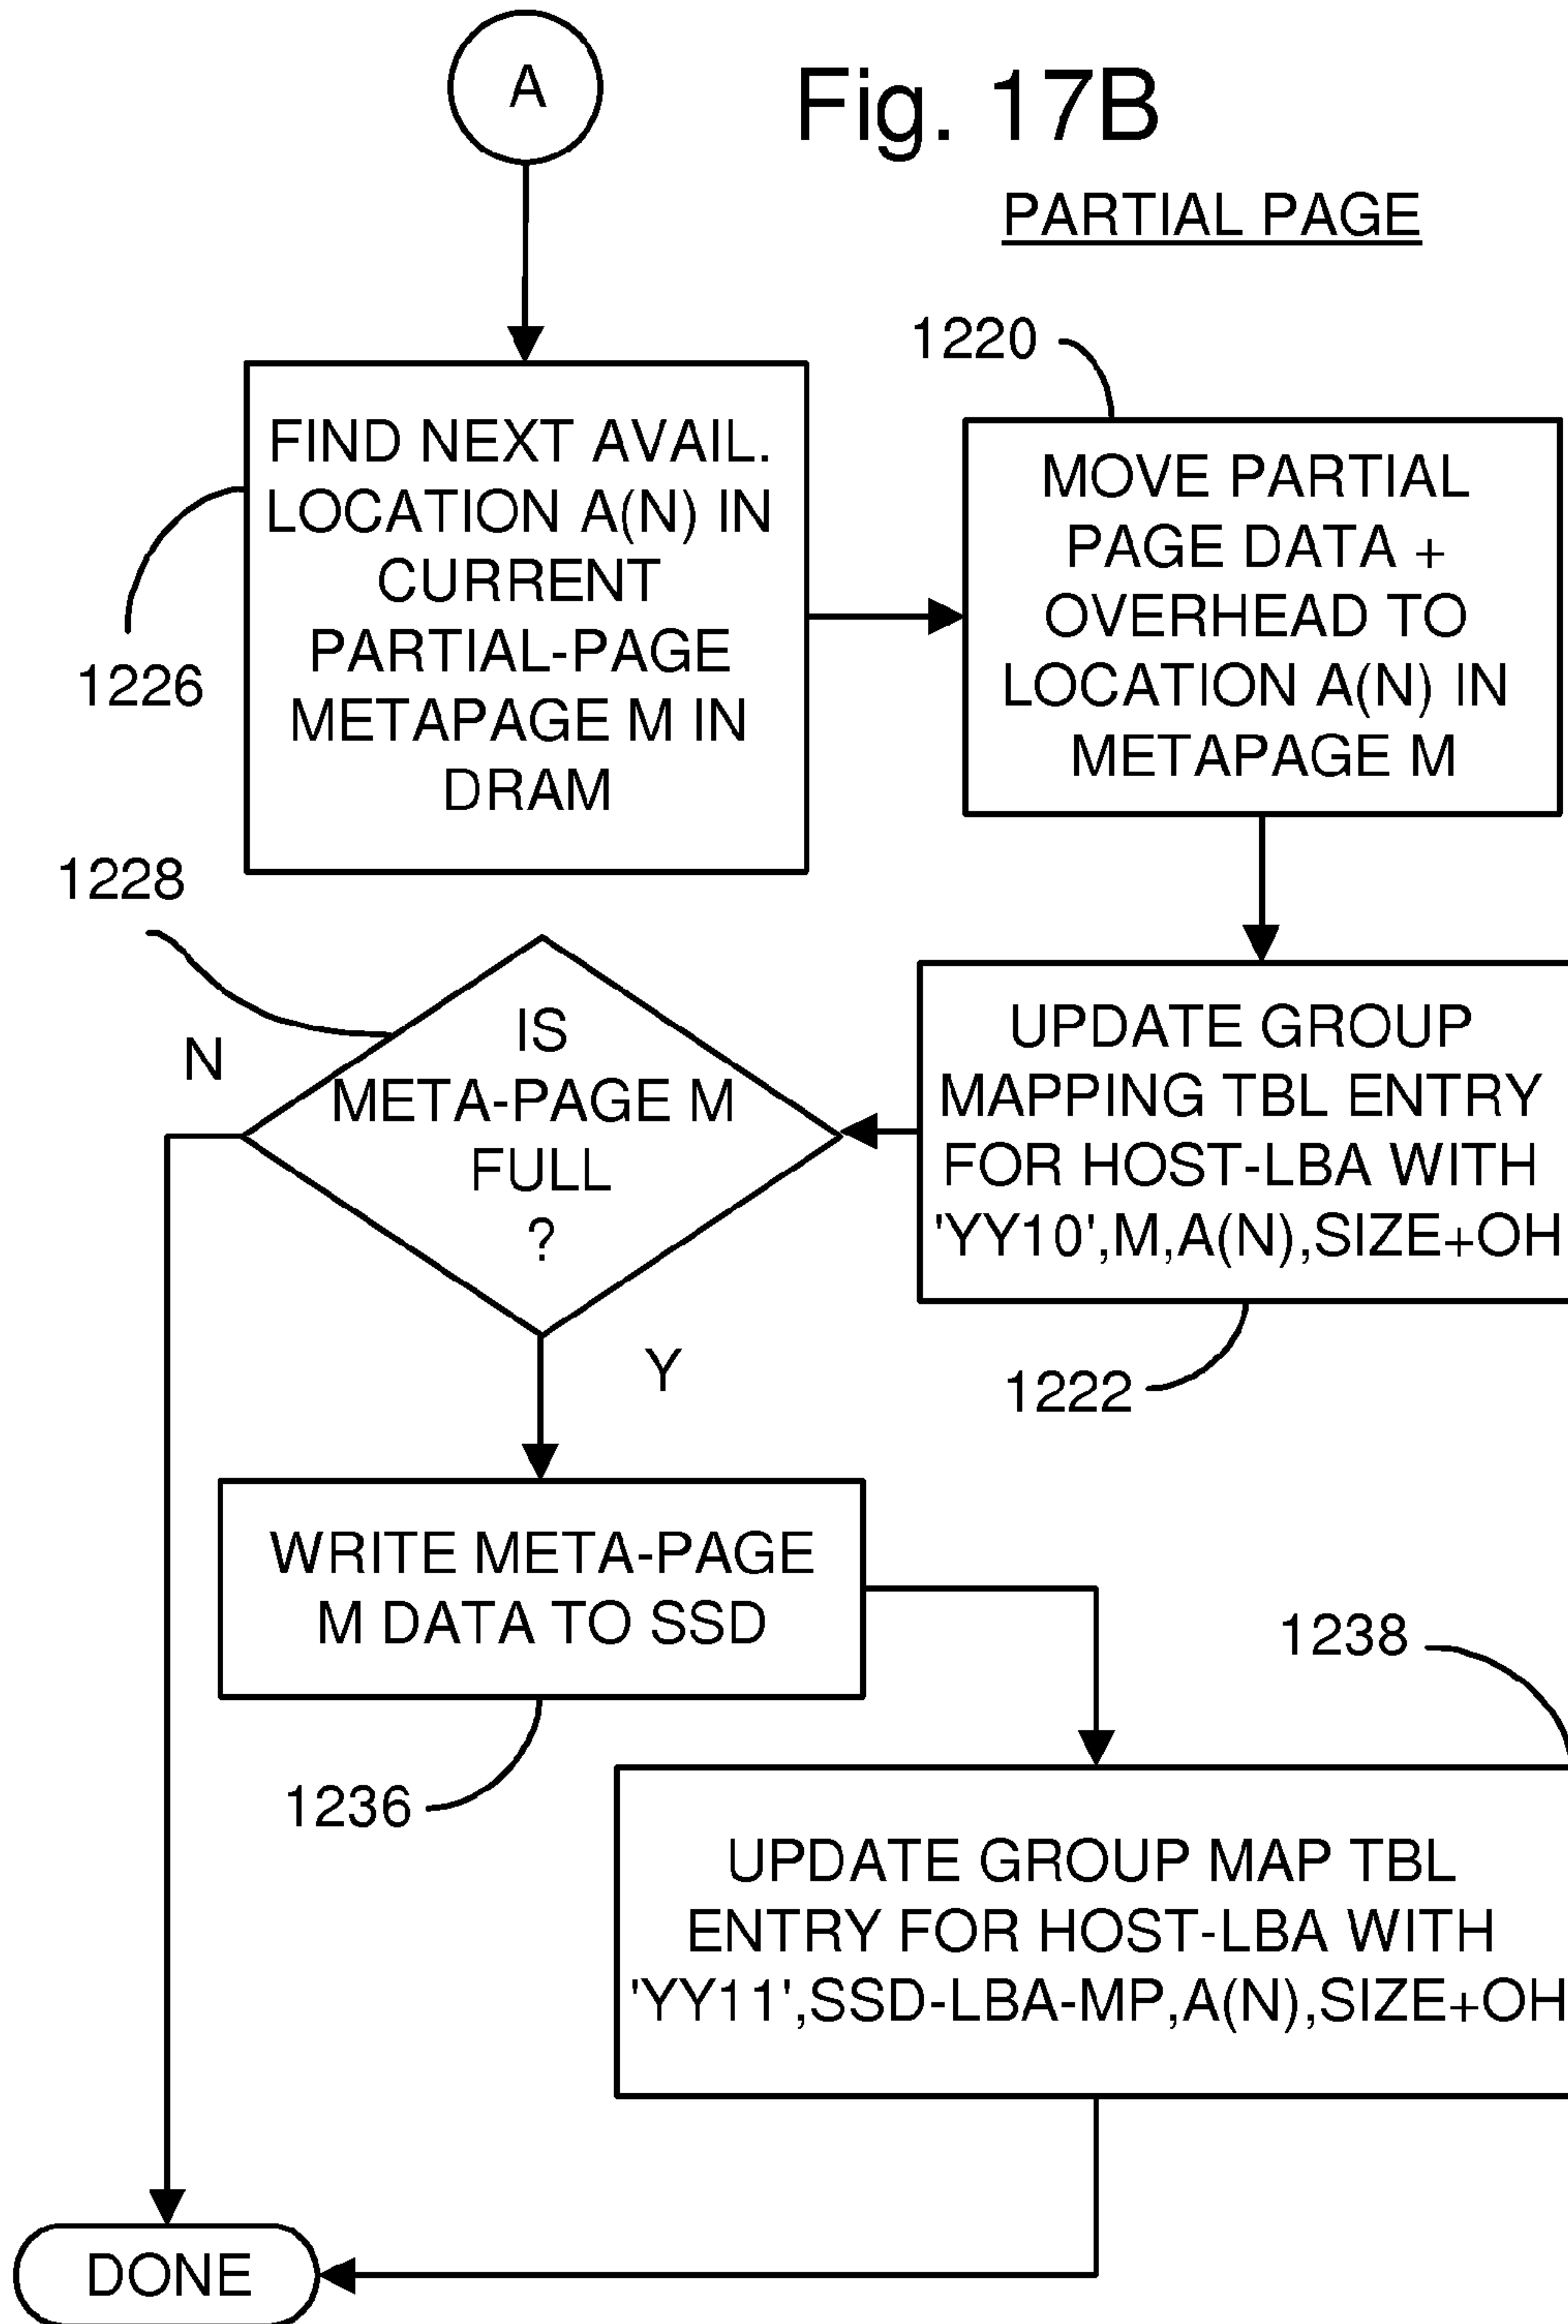 A
Fig. 17B
PARTIAL PAGE
1226
FIND NEXT AVAIL.
LOCATION A(N) IN
CURRENT
PARTIAL-PAGE
METAPAGE M IN
DRAM
1220
MOVE PARTIAL
PAGE DATA +
OVERHEAD TO
LOCATION A(N) IN
METAPAGE M
UPDATE GROUP
MAPPING TBL ENTRY
FOR HOST-LBA WITH
'YY10',M,A(N),SIZE+OH
1222
1228
IS
META-PAGE M
FULL
?
N
Y
WRITE META-PAGE
M DATA TO SSD
1236
1238
UPDATE GROUP MAP TBL
ENTRY FOR HOST-LBA WITH
'YY11',SSD-LBA-MP,A(N),SIZE+OH
DONE